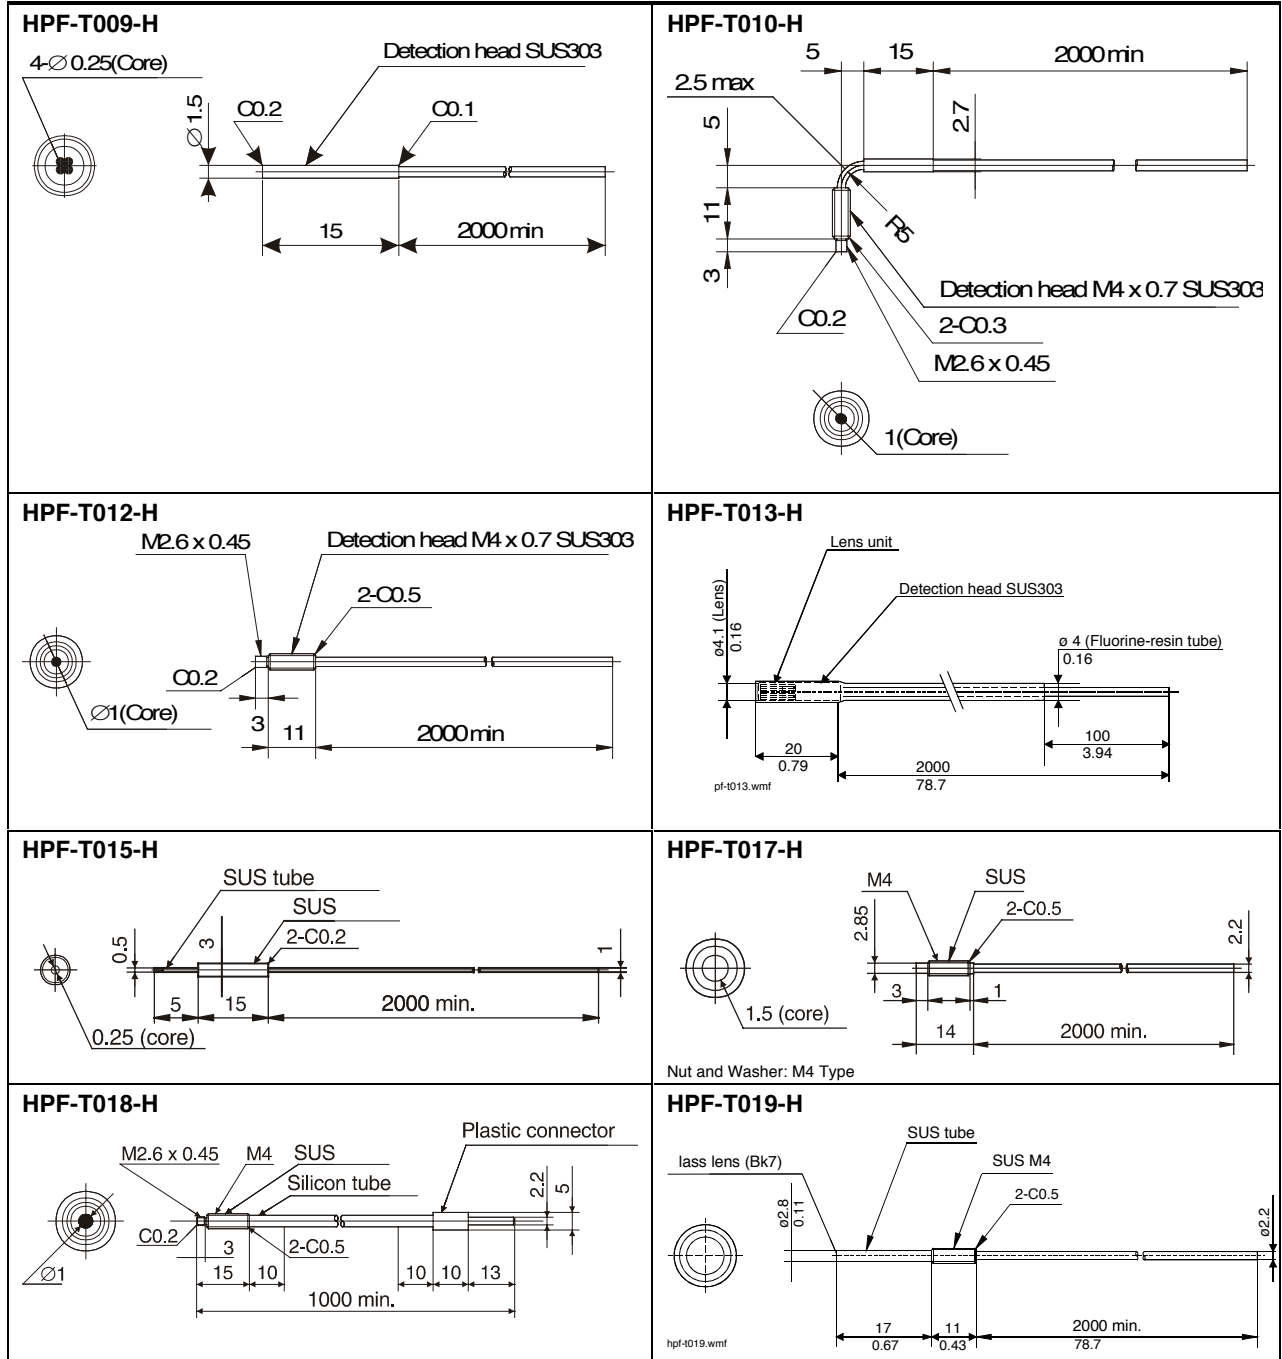 HPF-T009-H
4-∅ 0.25(Core)
Detection head SUS303
∅ 1.5
C0.2
C0.1
15
2000 min
HPF-T010-H
5
15
2000 min
2.5 max
5
2.7
11
R5
3
Detection head M4 x 0.7 SUS303
C0.2
2-C0.3
M2.6 x 0.45
1(Core)
HPF-T012-H
M2.6 x 0.45
Detection head M4 x 0.7 SUS303
2-C0.5
C0.2
∅1(Core)
3
11
2000 min
HPF-T013-H
Lens unit
Detection head SUS303
ø4.1 (Lens)
0.16
ø 4 (Fluorine-resin tube)
0.16
20
0.79
100
3.94
2000
78.7
pf-t013.wmf
HPF-T015-H
SUS tube
SUS
2-C0.2
0.5
3
1
5
15
2000 min.
0.25 (core)
HPF-T017-H
M4
SUS
2-C0.5
2.85
2.2
3
1
1.5 (core)
14
2000 min.
Nut and Washer: M4 Type
HPF-T018-H
Plastic connector
M2.6 x 0.45
M4
SUS
Silicon tube
2.2
5
C0.2
3
2-C0.5
∅1
15
10
10
10
13
1000 min.
HPF-T019-H
SUS tube
lass lens (Bk7)
SUS M4
2-C0.5
ø2.8
0.11
ø2.2
17
0.67
11
0.43
2000 min.
78.7
hpf-t019.wmf